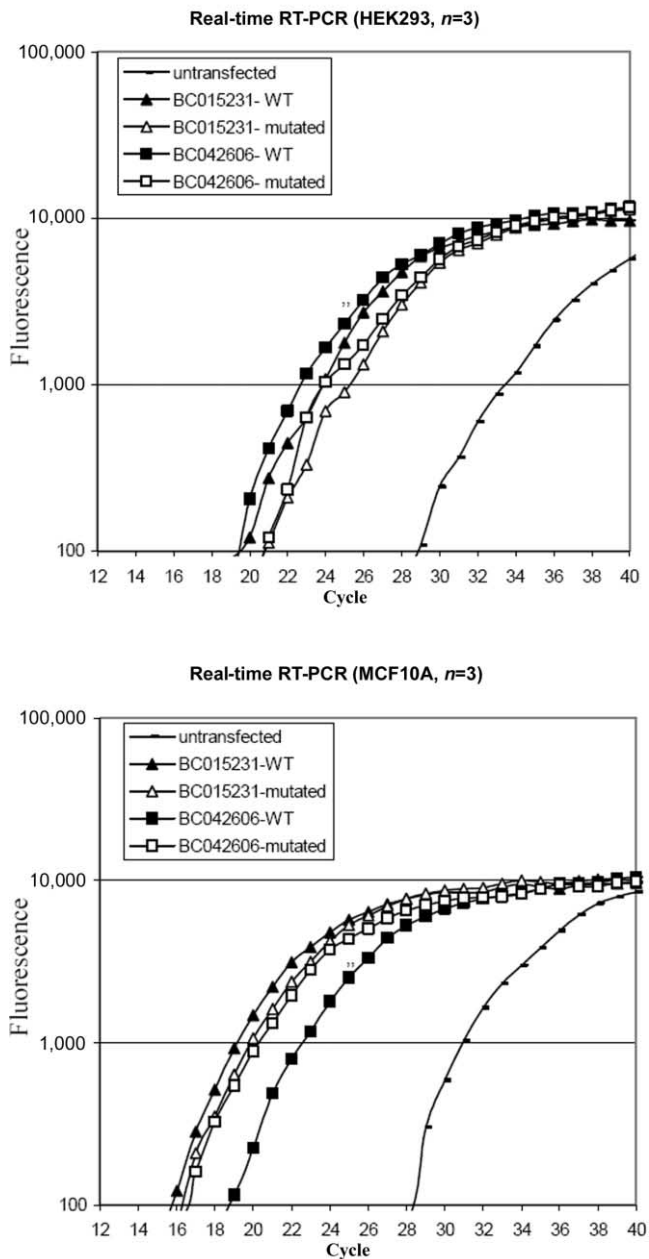 Real-time RT-PCR (HEK293, n=3)
100,000
untransfected
BC015231- WT
BC015231- mutated
BC042606- WT
BC042606- mutated
10,000
Fluorescence
”
1,000
100
12 14 16 18 20 22 24 26 28 30 32 34 36 38 40
Cycle
Real-time RT-PCR (MCF10A, n=3)
100,000
untransfected
BC015231-WT
BC015231-mutated
BC042606-WT
BC042606-mutated
10,000
Fluorescence
”
1,000
100
12 14 16 18 20 22 24 26 28 30 32 34 36 38 40
Cycle